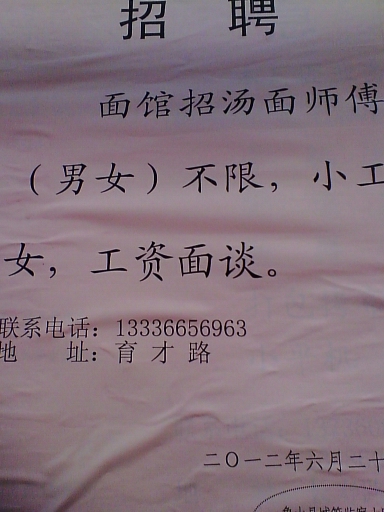 招 聘
面馆招汤面师傅
（男女）不限，小工
女，工资面谈。
联系电话：13336656963
地 址：育 才 路
二〇一二年六月二十